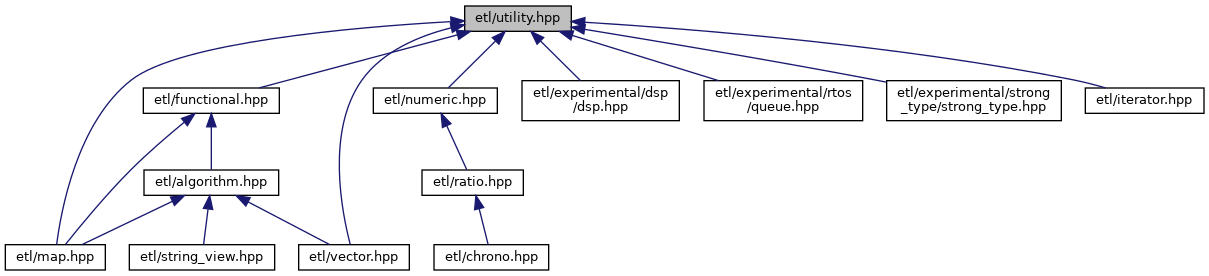 etl/utility.hpp
etl/functional.hpp
etl/numeric.hpp
etl/experimental/dsp
/dsp.hpp
etl/experimental/rtos
/queue.hpp
etl/experimental/strong
_type/strong_type.hpp
etl/iterator.hpp
etl/algorithm.hpp
etl/ratio.hpp
etl/map.hpp
etl/string_view.hpp
etl/vector.hpp
etl/chrono.hpp